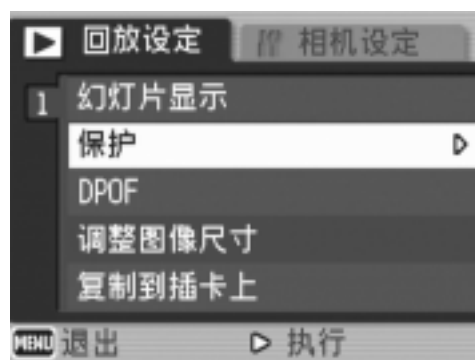 回放设定 相机设定
1 幻灯片显示
保护
DPOF
调整图像尺寸
复制到插卡上
MENU 退出 执行